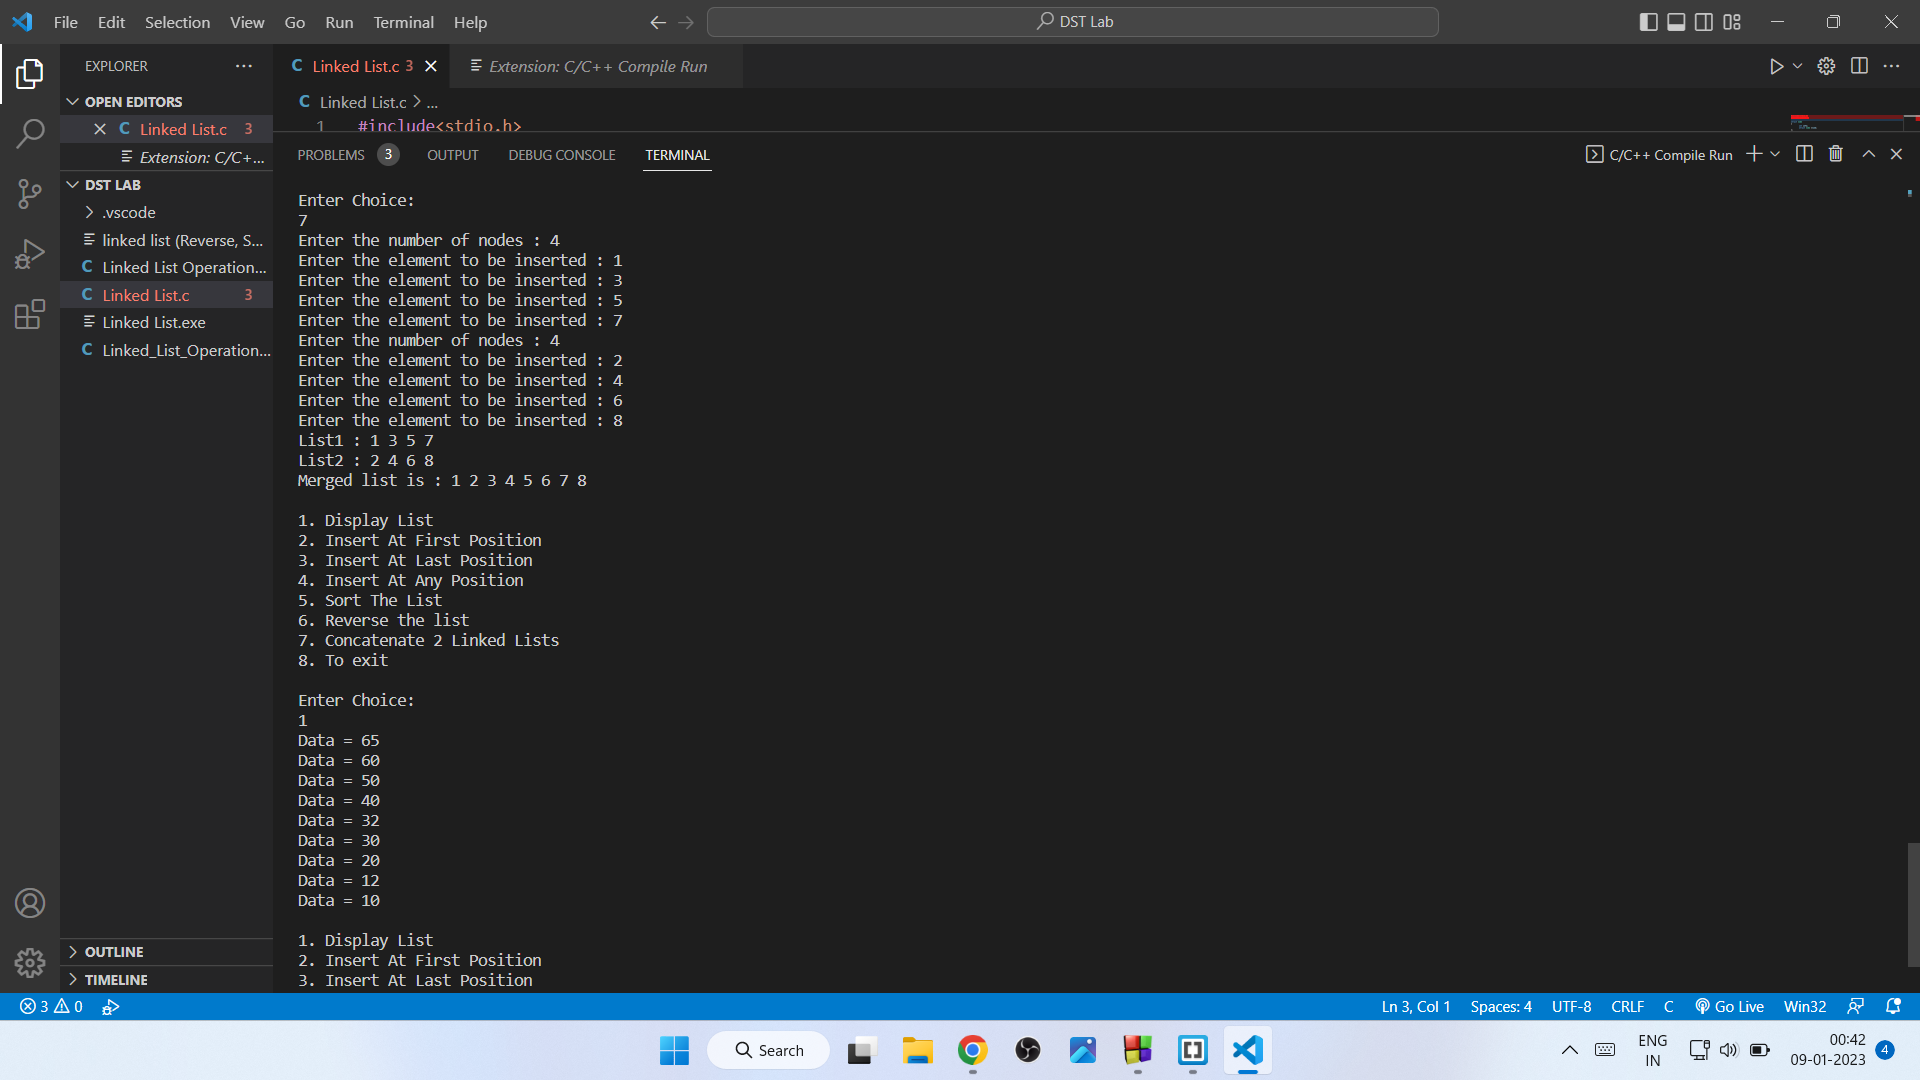 File Edit Selection View Go Run Terminal Help
DST Lab
EXPLORER
OPEN EDITORS
Linked List.c 3
Extension: C/C+...
DST LAB
.vscode
linked list (Reverse, S...
Linked List Operation...
Linked List.c 3
Linked List.exe
Linked_List_Operation...
OUTLINE
TIMELINE
Linked List.c 3
Extension: C/C++ Compile Run
Linked List.c > ...
1 #include<stdio.h>
PROBLEMS 3 OUTPUT DEBUG CONSOLE TERMINAL
C/C++ Compile Run
Enter Choice:
7
Enter the number of nodes : 4
Enter the element to be inserted : 1
Enter the element to be inserted : 3
Enter the element to be inserted : 5
Enter the element to be inserted : 7
Enter the number of nodes : 4
Enter the element to be inserted : 2
Enter the element to be inserted : 4
Enter the element to be inserted : 6
Enter the element to be inserted : 8
List1 : 1 3 5 7
List2 : 2 4 6 8
Merged list is : 1 2 3 4 5 6 7 8
1. Display List
2. Insert At First Position
3. Insert At Last Position
4. Insert At Any Position
5. Sort The List
6. Reverse the list
7. Concatenate 2 Linked Lists
8. To exit
Enter Choice:
1
Data = 65
Data = 60
Data = 50
Data = 40
Data = 32
Data = 30
Data = 20
Data = 12
Data = 10
1. Display List
2. Insert At First Position
3. Insert At Last Position
3 0
Ln 3, Col 1 Spaces: 4 UTF-8 CRLF C Go Live Win32
Search
ENG
IN
00:42
09-01-2023
4